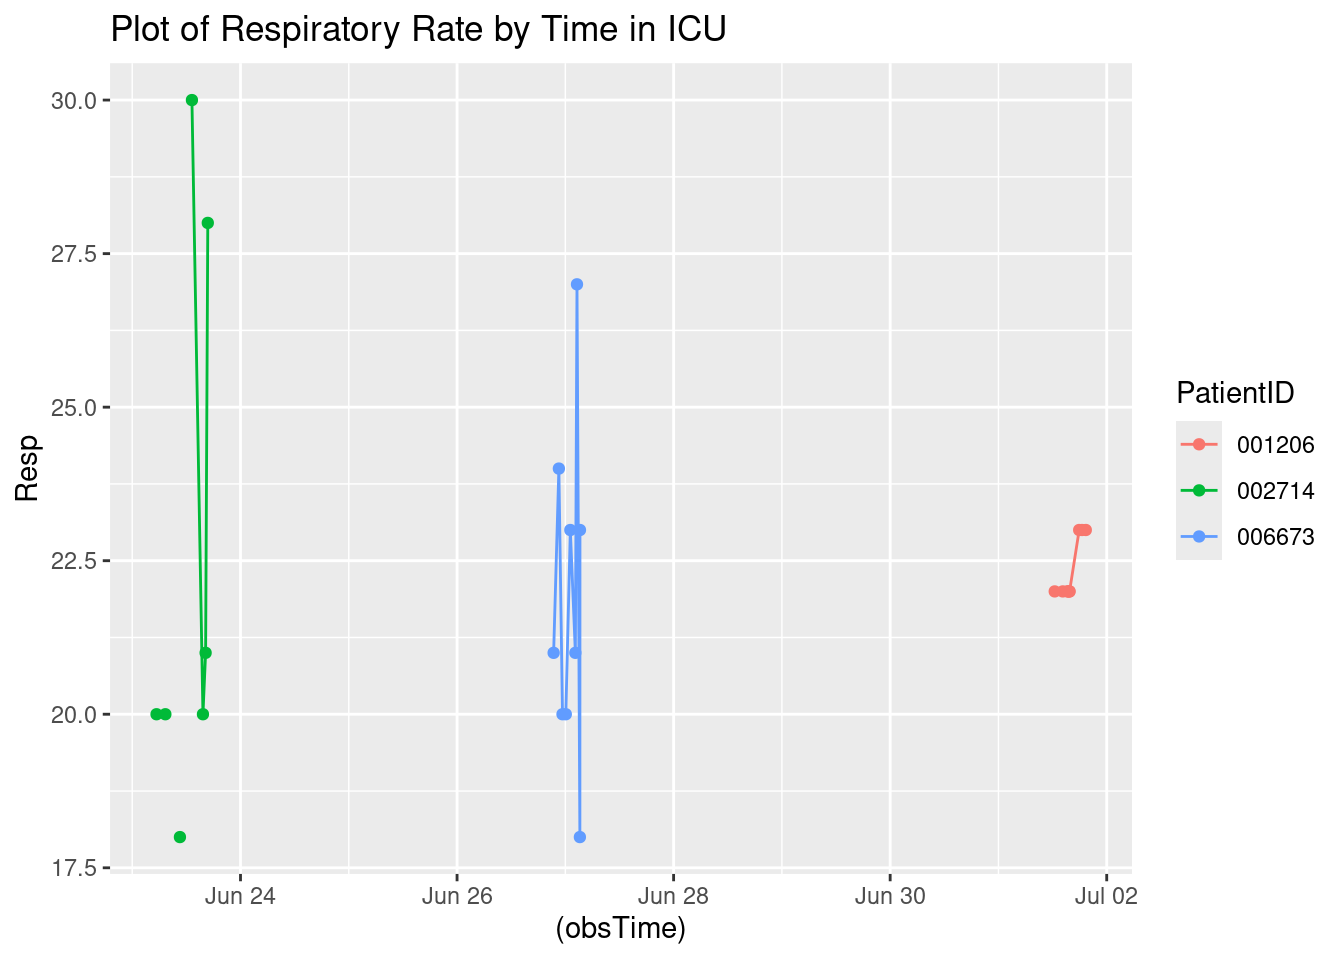 Plot of Respiratory Rate by Time in ICU
30.0
27.5
25.0
22.5
20.0
17.5
Resp
Jun 24 Jun 26 Jun 28 Jun 30 Jul 02
(obsTime)
PatientID
001206
002714
006673